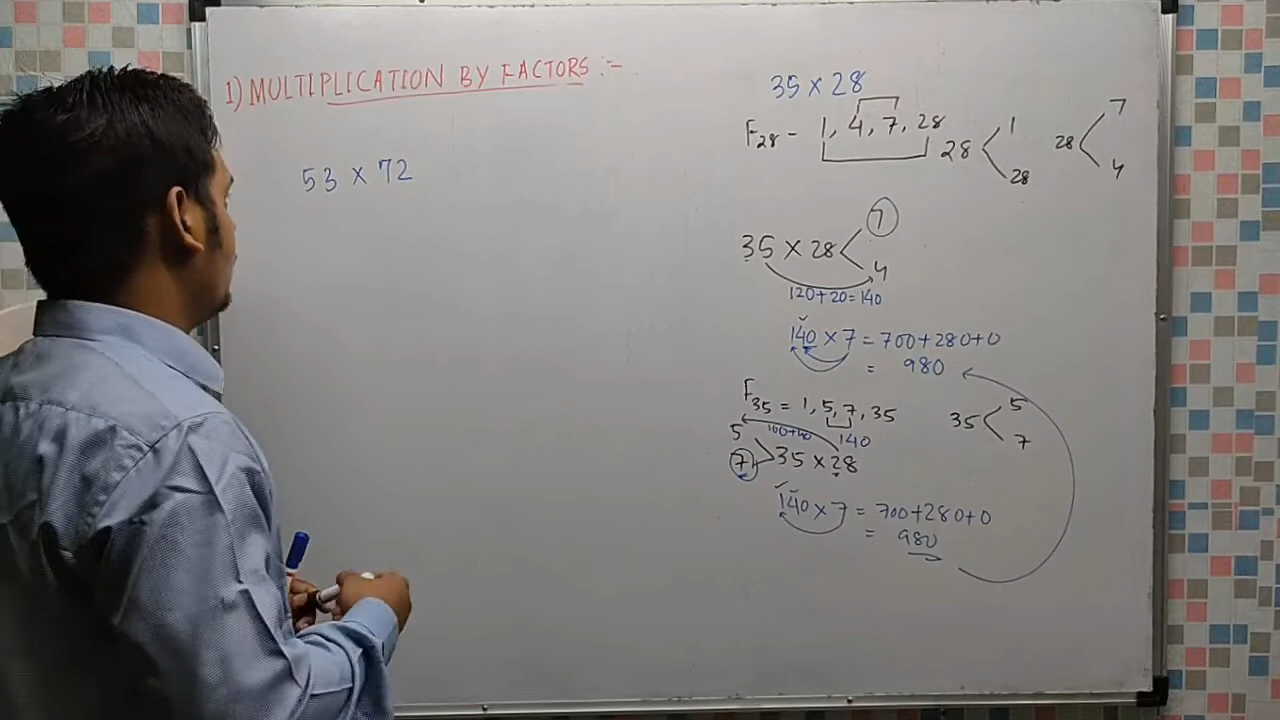 1) MULTIPLICATION BY FACTORS :-
53 × 72
35 × 28
F28 - 1, 4, 7, 28
28 < 1
28
28 < 7
4
35 × 28 < 7
4
120+20=140
140 × 7 = 700+280+0
= 980
F35 = 1, 5, 7, 35
35 < 5
7
140
5
100+40
7 > 35 × 28
140 × 7 = 700+280+0
= 980